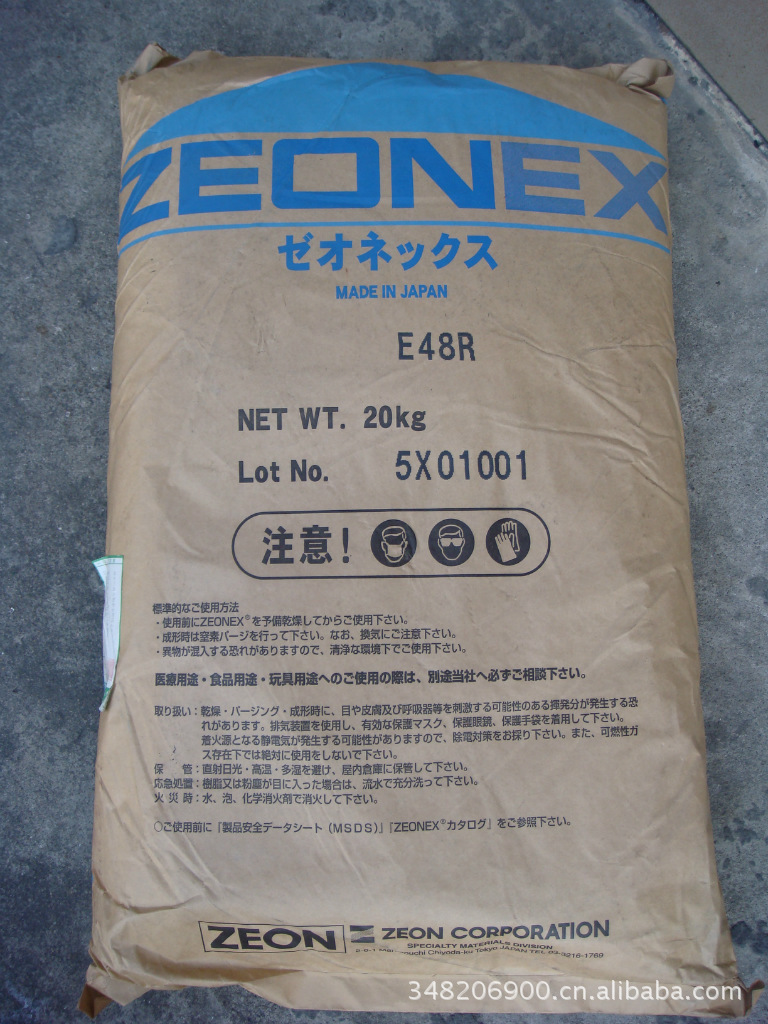 ZEONEX
ゼオネックス
MADE IN JAPAN
E48R
NET WT. 20kg
Lot No. 5X01001
注意!
標準的なご使用方法
・使用前にZEONEX®を予備乾燥してからご使用下さい。
・成形時は窒素パージを行って下さい。なお、換気にご注意下さい。
・異物が混入する恐れがありますので、清浄な環境下でご使用下さい。
医療用途・食品用途・玩具用途へのご使用の際は、別途当社へ必ずご相談下さい。
取り扱い：乾燥・パージング・成形時に、目や皮膚及び呼吸器等を刺激する可能性のある揮発分が発生する恐
れがあります。排気装置を使用し、有効な保護マスク、保護眼鏡、保護手袋を着用して下さい。
着火源となる静電気が発生する可能性がありますので、除電対策をお採り下さい。また、可燃性ガ
ス存在下では絶対に使用をしないで下さい。
保　　管：直射日光・高温・多湿を避け、屋内倉庫に保管して下さい。
応急処置：樹脂又は粉塵が目に入った場合は、流水で充分洗って下さい。
火 災 時：水、泡、化学消火剤で消火して下さい。
○ご使用前に『製品安全データシート（MSDS）』『ZEONEX®カタログ』をご参照下さい。
ZEON ZEON CORPORATION
SPECIALTY MATERIALS DIVISION
Chiyoda-ku Tokyo JAPAN TEL 03-3216-1769
348206900.cn.alibaba.com